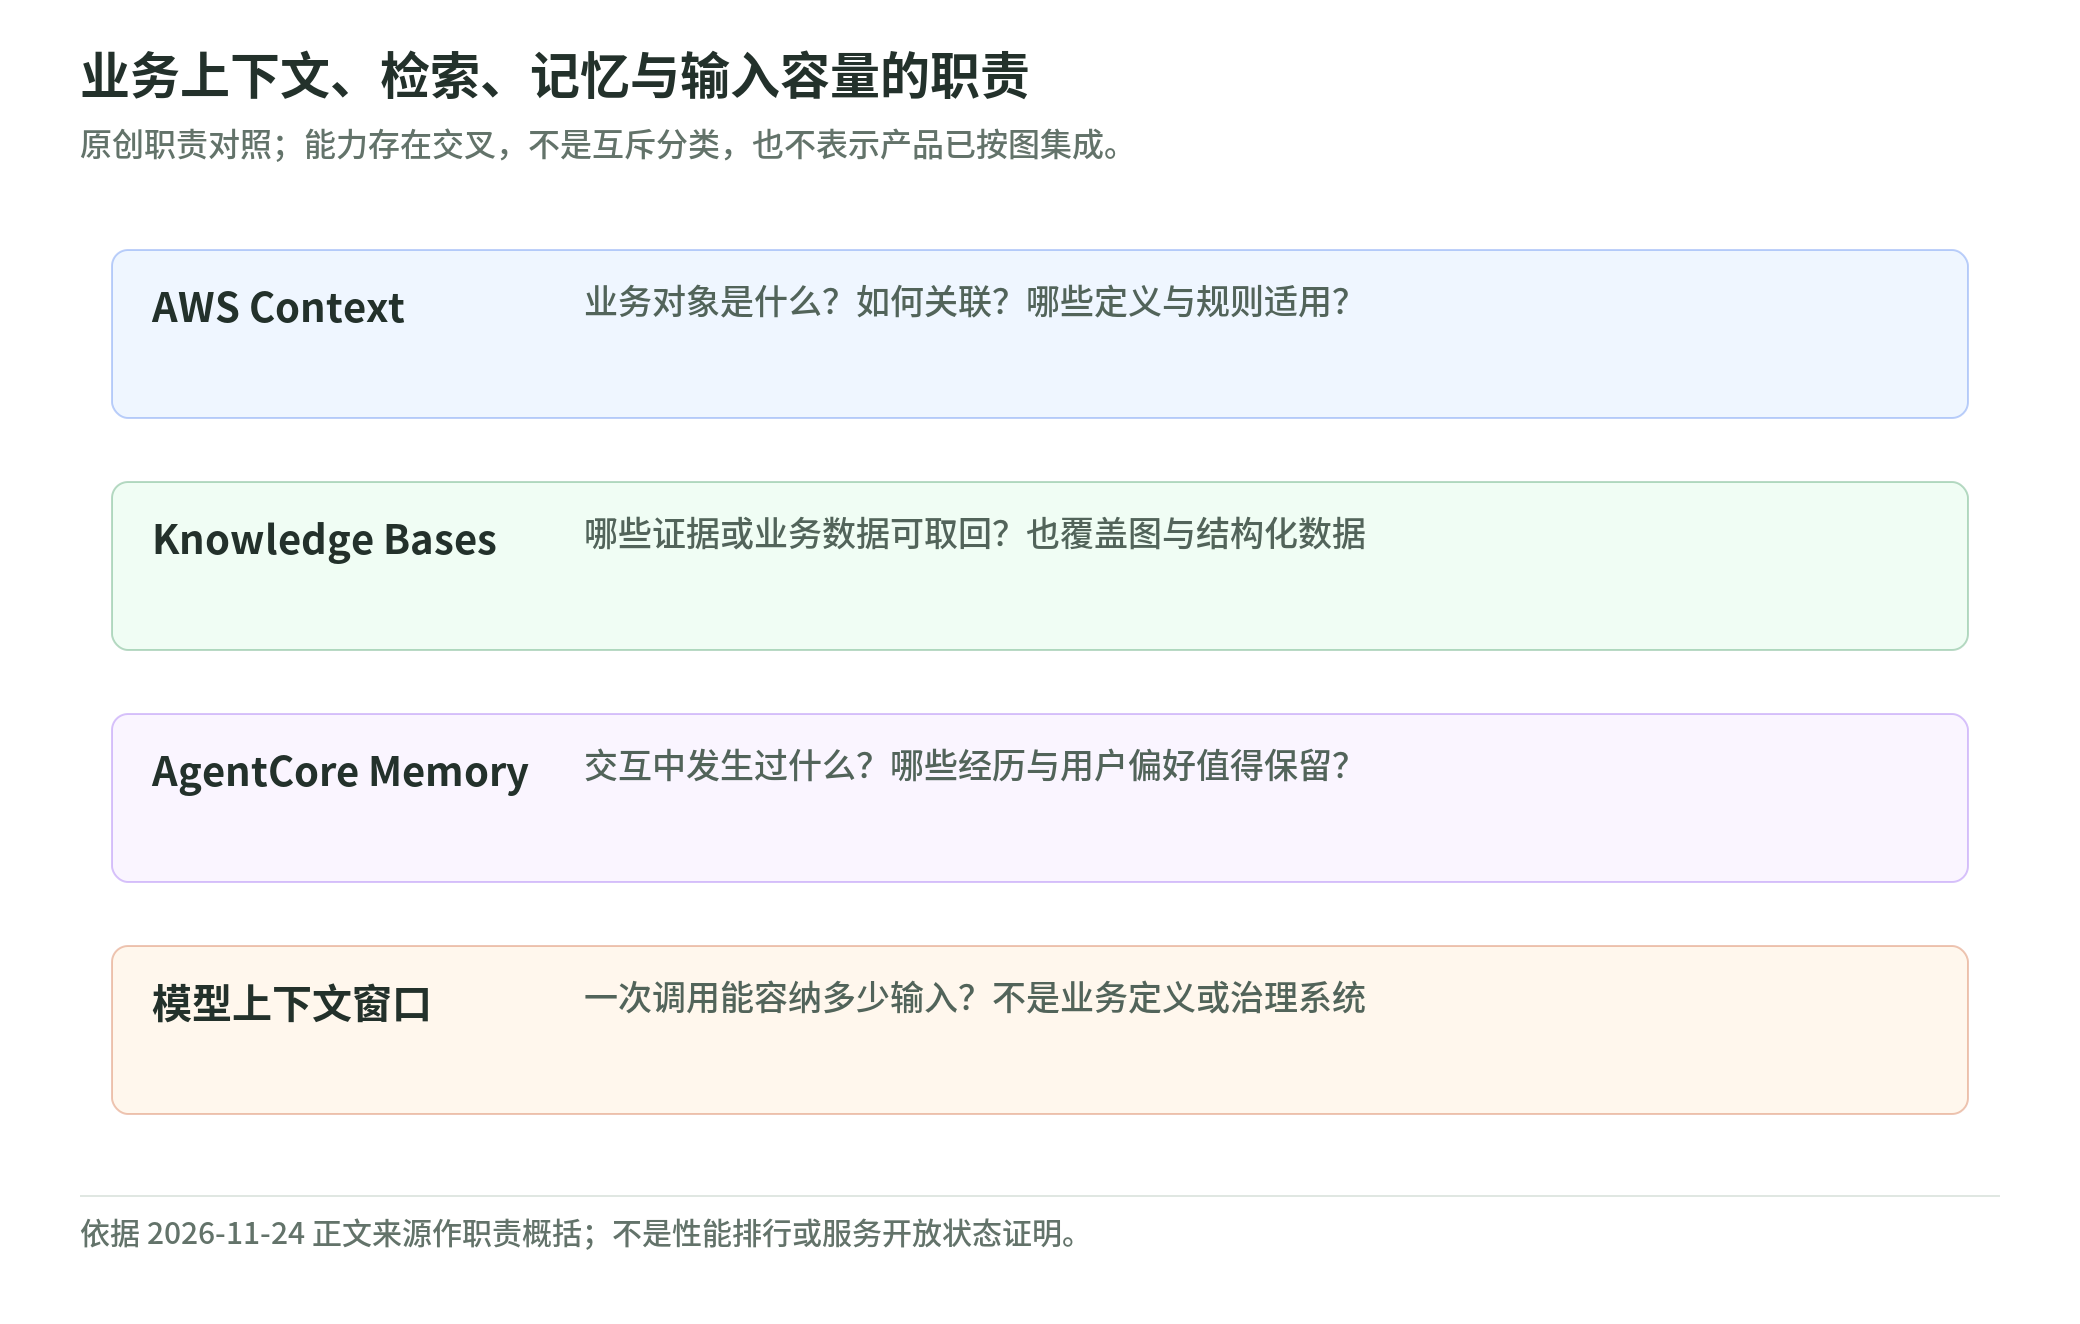 业务上下文、检索、记忆与输入容量的职责
原创职责对照；能力存在交叉，不是互斥分类，也不表示产品已按图集成。
AWS Context
业务对象是什么？如何关联？哪些定义与规则适用？
Knowledge Bases
哪些证据或业务数据可取回？也覆盖图与结构化数据
AgentCore Memory
交互中发生过什么？哪些经历与用户偏好值得保留？
模型上下文窗口
一次调用能容纳多少输入？不是业务定义或治理系统
依据 2026-11-24 正文来源作职责概括；不是性能排行或服务开放状态证明。